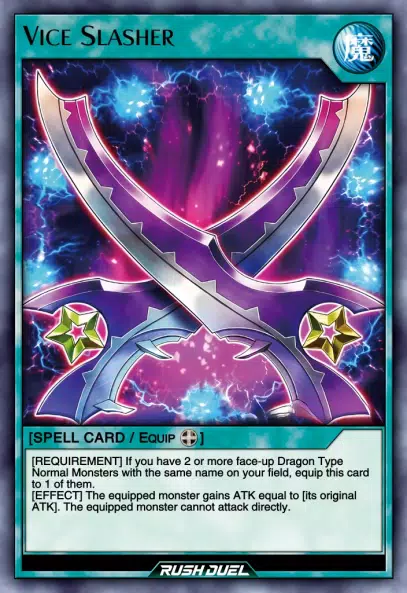 Vice Slasher
魔
[SPELL CARD / Equip ]
[REQUIREMENT] If you have 2 or more face-up Dragon Type
Normal Monsters with the same name on your field, equip this card
to 1 of them.
[EFFECT] The equipped monster gains ATK equal to [its original
ATK]. The equipped monster cannot attack directly.
RUSH DUEL